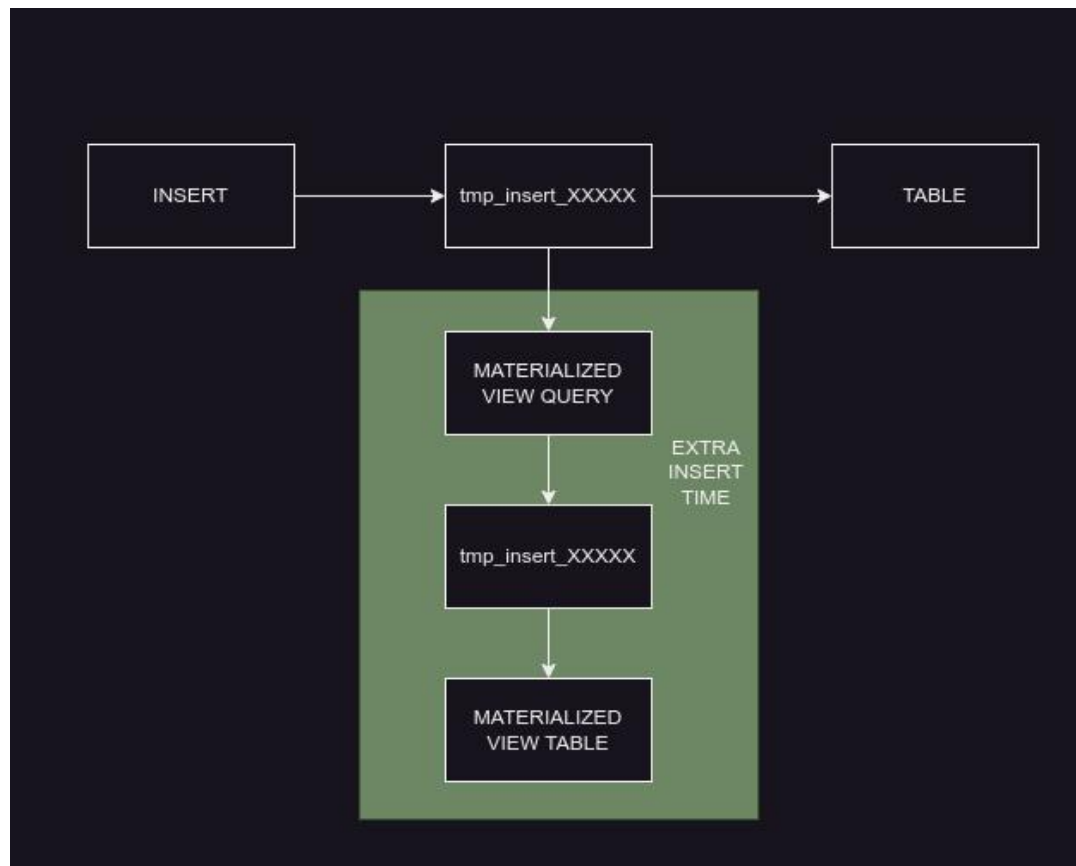 INSERT
tmp_insert_XXXXX
TABLE
MATERIALIZED
VIEW QUERY
EXTRA
INSERT
TIME
tmp_insert_XXXXX
MATERIALIZED
VIEW TABLE